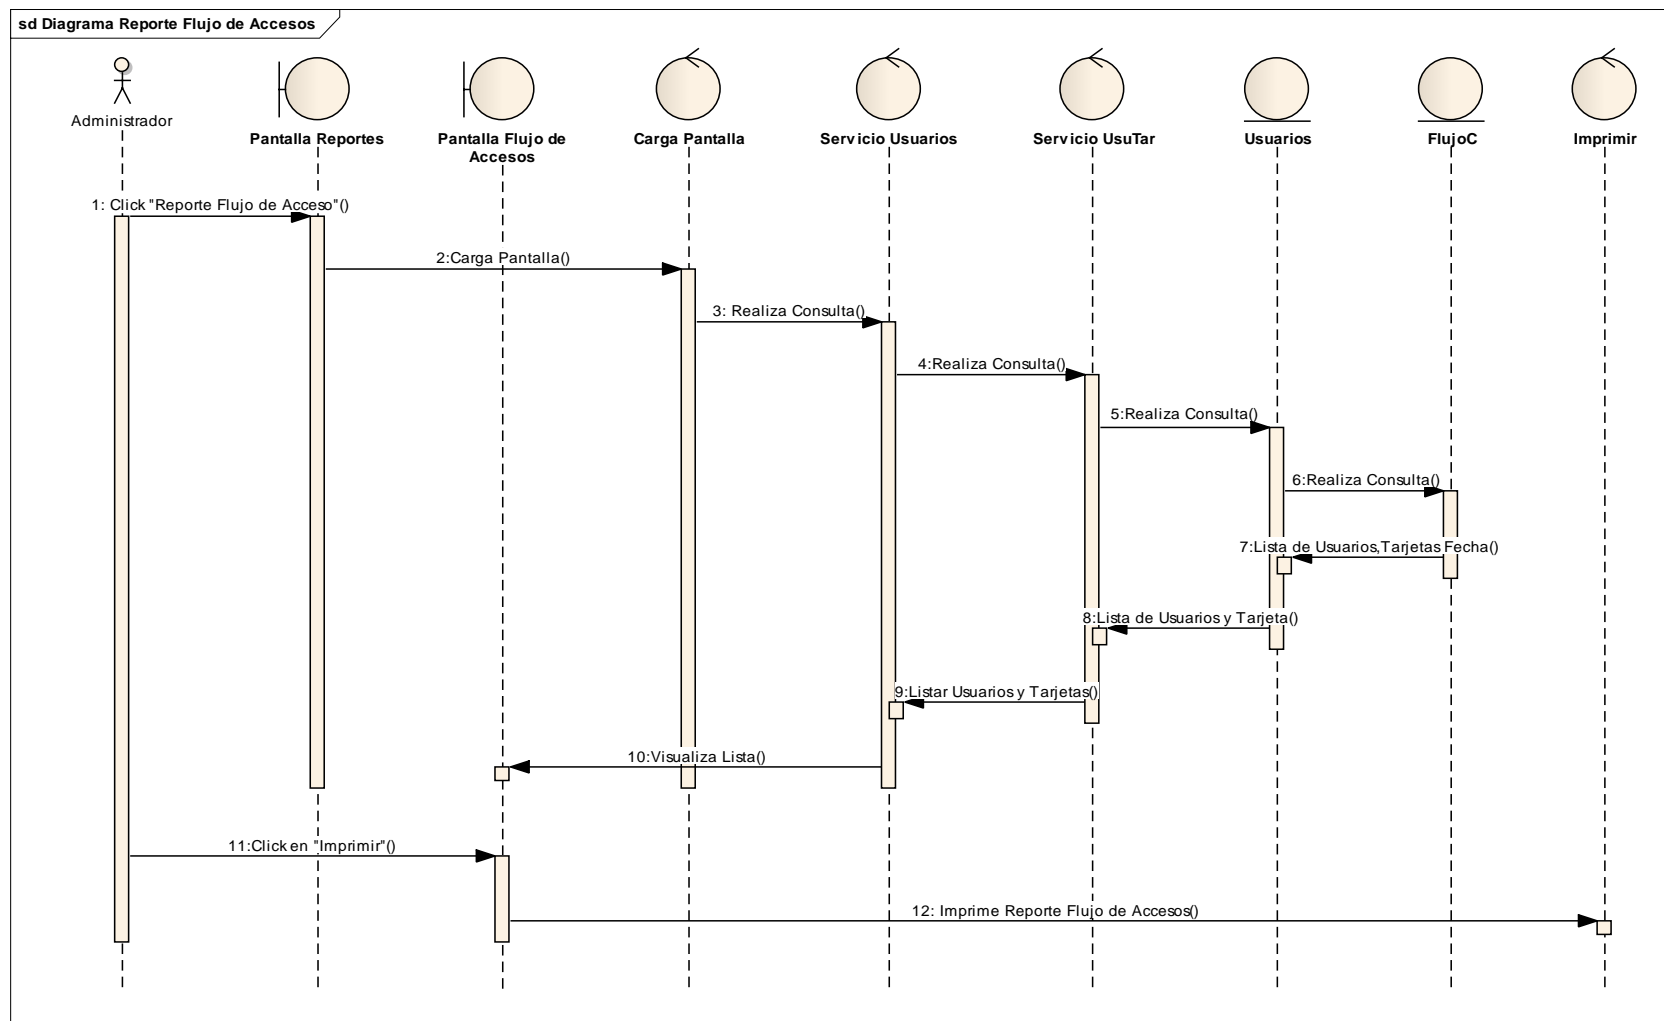 sd Diagrama Reporte Flujo de Accesos
Administrador
Pantalla Reportes
Pantalla Flujo de
Accesos
Carga Pantalla
Servicio Usuarios
Servicio UsuTar
Usuarios
FlujoC
Imprimir
1: Click "Reporte Flujo de Acceso"()
2:Carga Pantalla()
3: Realiza Consulta()
4:Realiza Consulta()
5:Realiza Consulta()
6:Realiza Consulta()
7:Lista de Usuarios,Tarjetas Fecha()
8:Lista de Usuarios y Tarjeta()
9:Listar Usuarios y Tarjetas()
10:Visualiza Lista()
11:Click en "Imprimir"()
12: Imprime Reporte Flujo de Accesos()